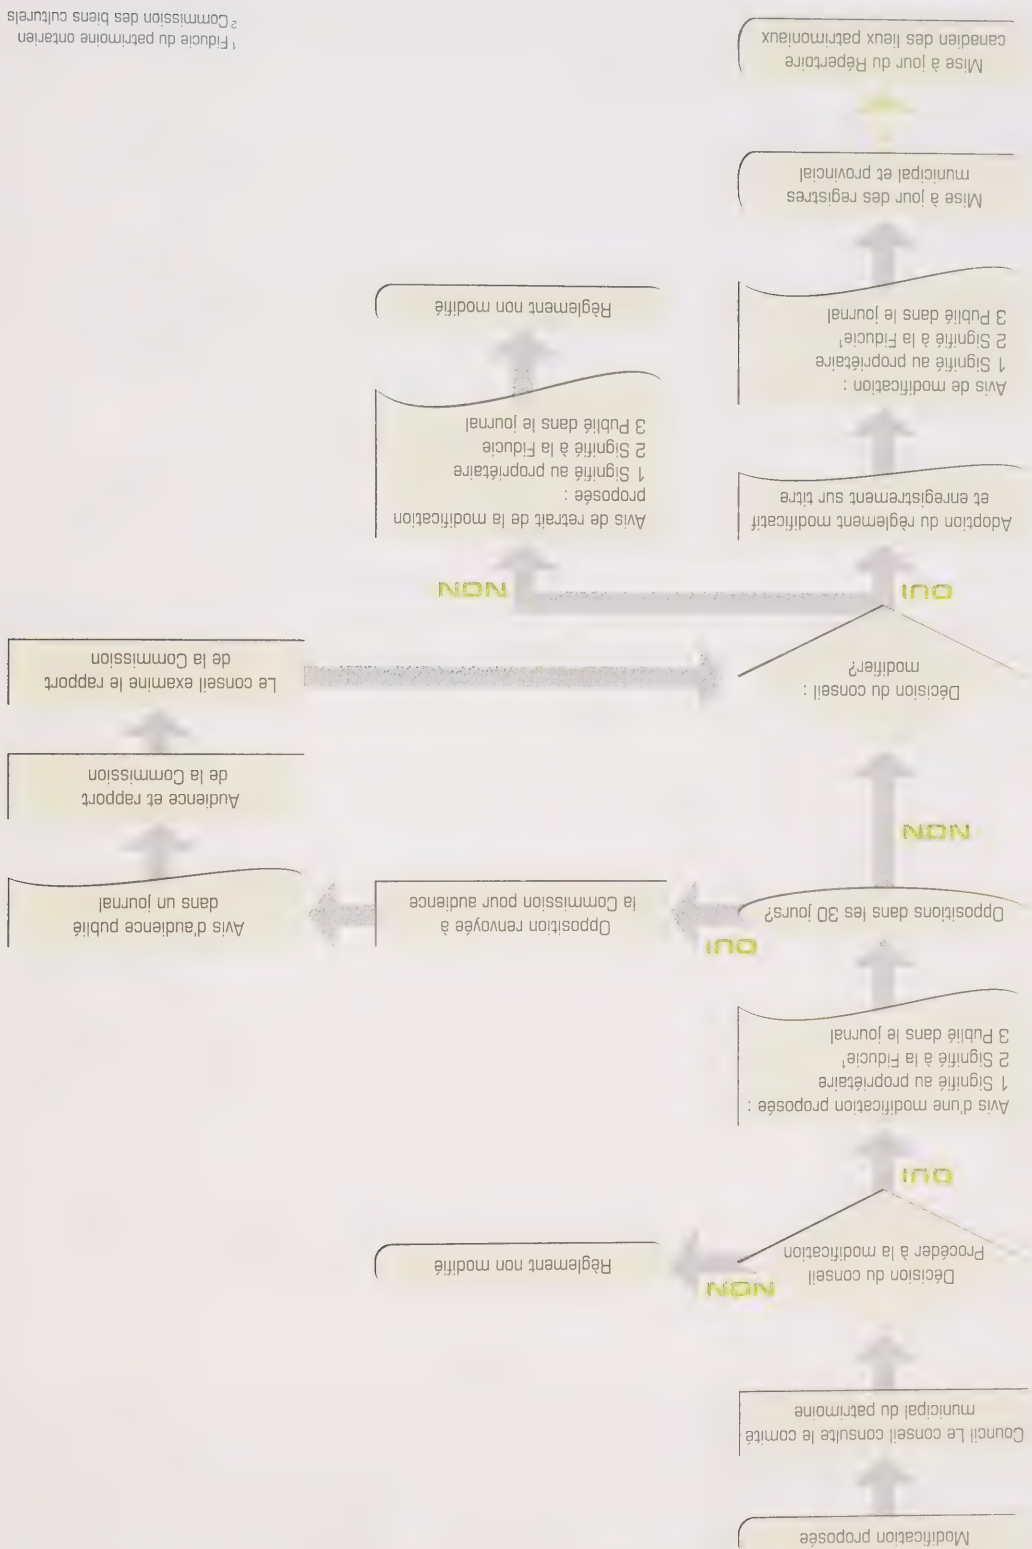 Modification proposée
Council Le conseil consulte le comité
municipal du patrimoine
Décision du conseil
Procéder à la modification
NON
Règlement non modifié
OUI
Avis d'une modification proposée :
1 Signifié au propriétaire
2 Signifié à la Fiducie¹
3 Publié dans le journal
Oppositions dans les 30 jours?
OUI
Opposition renvoyée à
la Commission pour audience
Avis d'audience publié
dans un journal
NON
Audience et rapport
de la Commission
Le conseil examine le rapport
de la Commission
Décision du conseil :
modifier?
OUI
NON
Adoption du règlement modificatif
et enregistrement sur titre
Avis de retrait de la modification
proposée :
1 Signifié au propriétaire
2 Signifié à la Fiducie
3 Publié dans le journal
Avis de modification :
1 Signifié au propriétaire
2 Signifié à la Fiducie¹
3 Publié dans le journal
Règlement non modifié
Mise à jour des registres
municipal et provincial
Mise à jour du Répertoire
canadien des lieux patrimoniaux
¹ Fiducie du patrimoine ontarien
² Commission des biens culturels